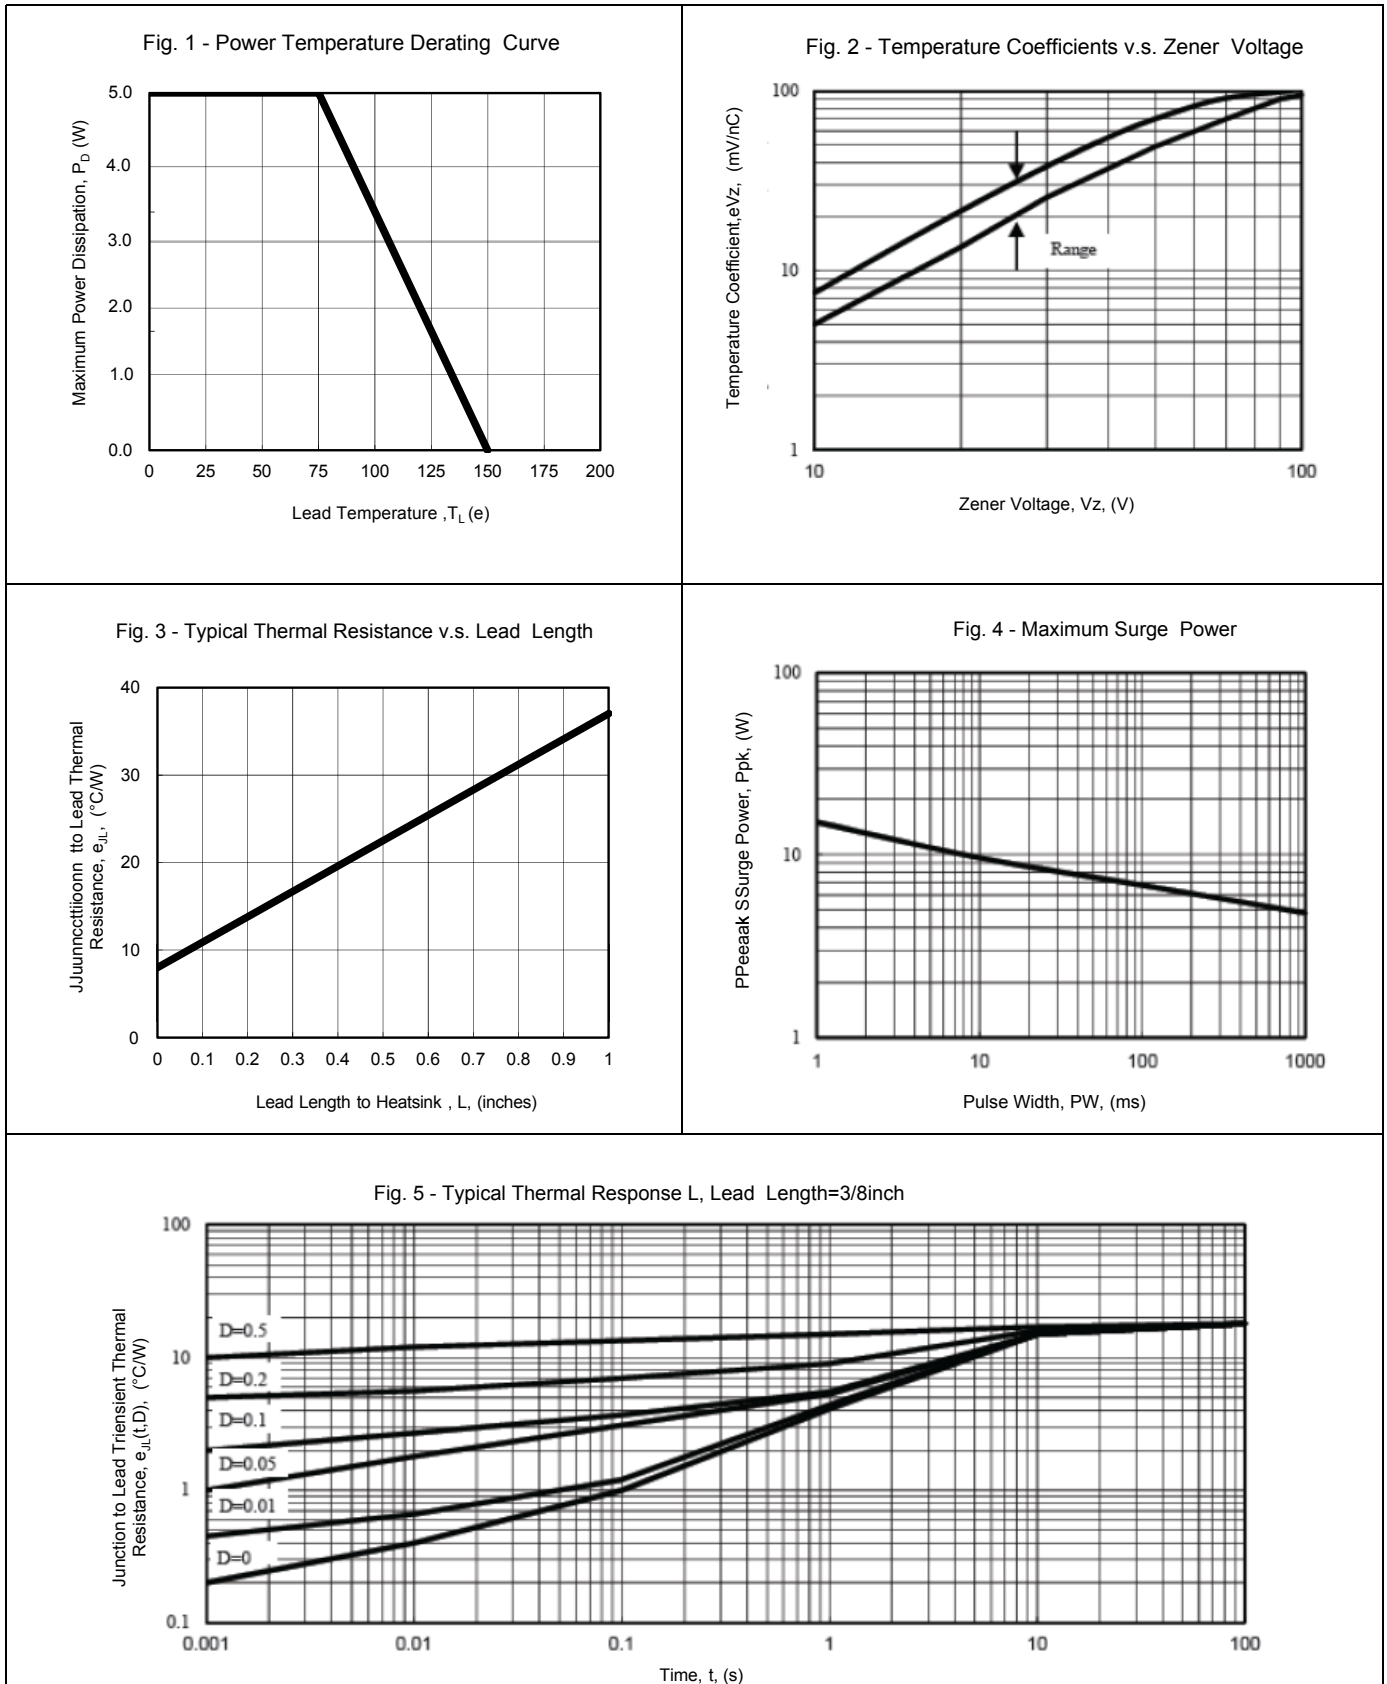 Fig. 1 - Power Temperature Derating Curve
Maximum Power Dissipation, P_D (W)
5.0
4.0
3.0
2.0
1.0
0.0
0 25 50 75 100 125 150 175 200
Lead Temperature ,T_L (e)
Fig. 2 - Temperature Coefficients v.s. Zener Voltage
Temperature Coefficient,eVz, (mV/nC)
100
10
1
Range
10 100
Zener Voltage, Vz, (V)
Fig. 3 - Typical Thermal Resistance v.s. Lead Length
JJuunnccttiioonn tto Lead Thermal
Resistance, e_JL, (°C/W)
40
30
20
10
0
0 0.1 0.2 0.3 0.4 0.5 0.6 0.7 0.8 0.9 1
Lead Length to Heatsink , L, (inches)
Fig. 4 - Maximum Surge Power
PPeeaak SSurge Power, Ppk, (W)
100
10
1
1 10 100 1000
Pulse Width, PW, (ms)
Fig. 5 - Typical Thermal Response L, Lead Length=3/8inch
Junction to Lead Triensient Thermal
Resistance, e_JL(t,D), (°C/W)
100
10
1
0.1
D=0.5
D=0.2
D=0.1
D=0.05
D=0.01
D=0
0.001 0.01 0.1 1 10 100
Time, t, (s)